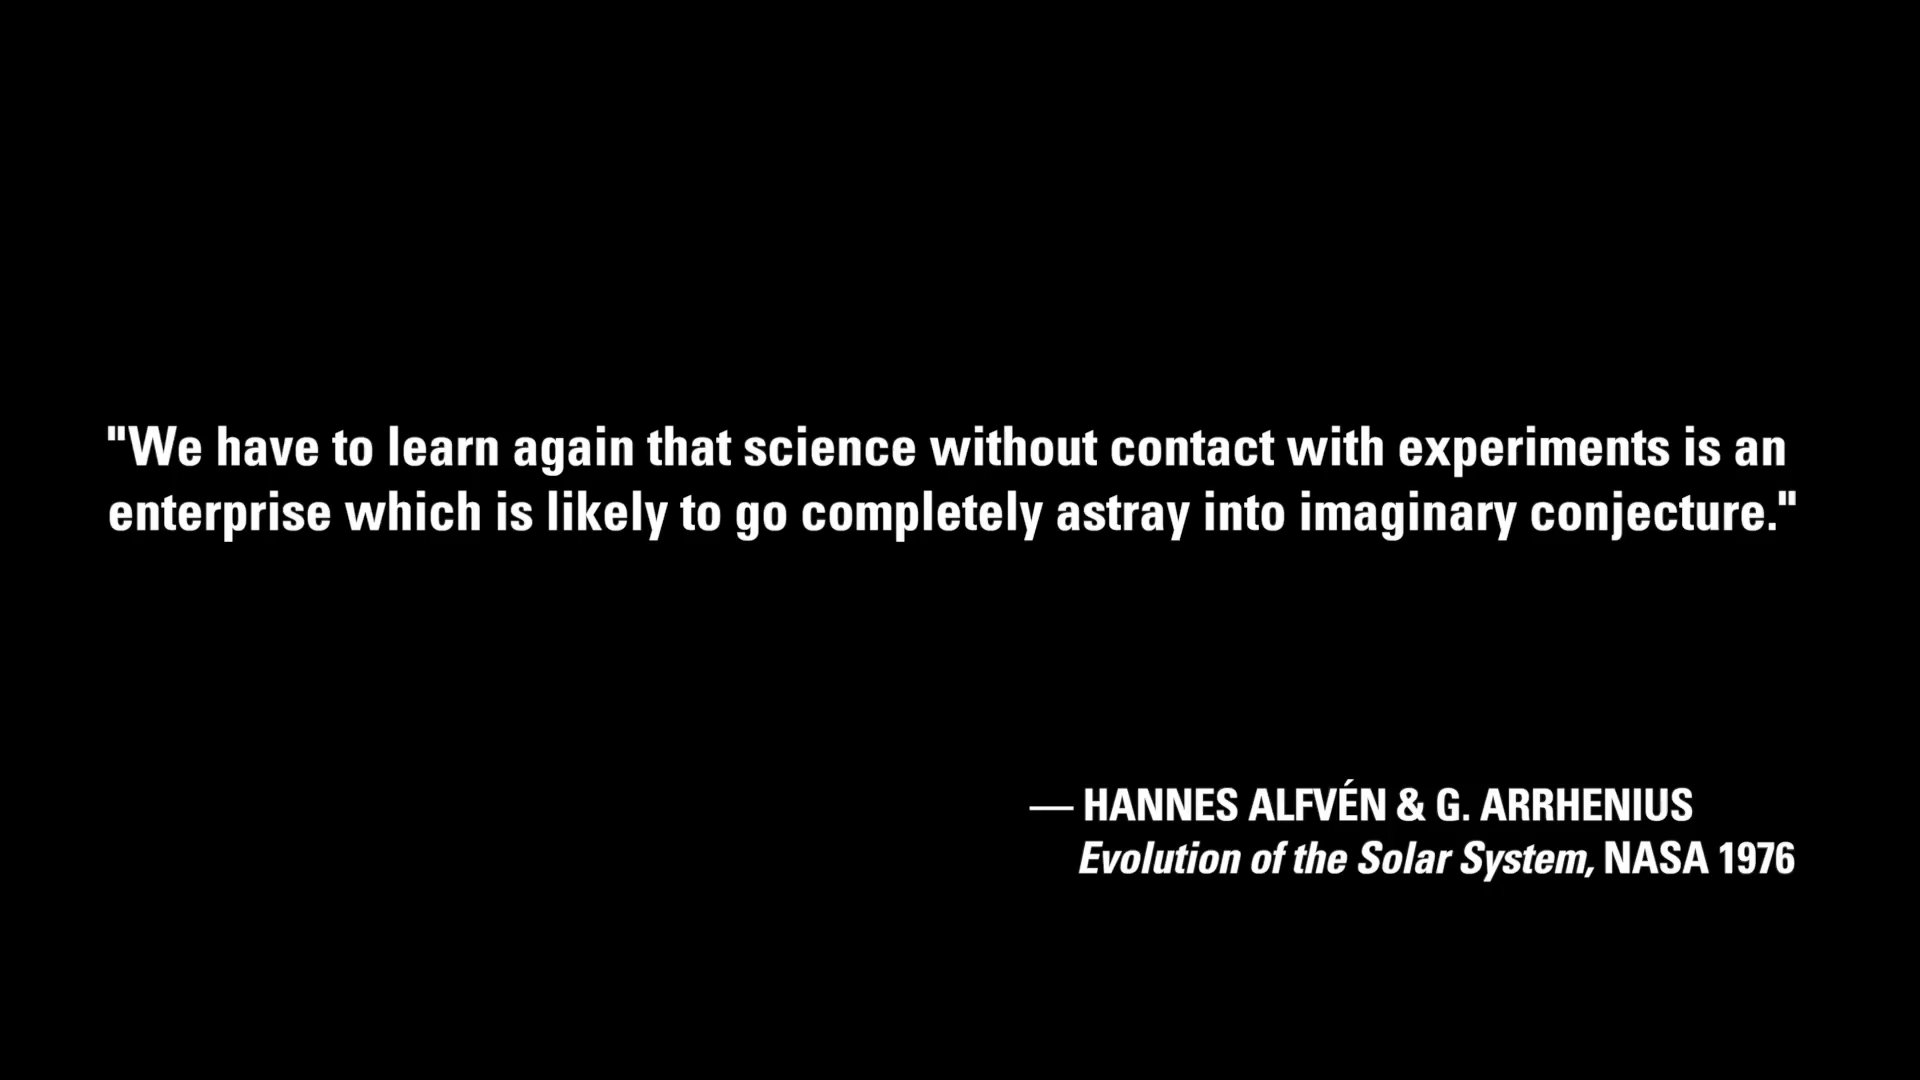 "We have to learn again that science without contact with experiments is an
enterprise which is likely to go completely astray into imaginary conjecture."
— HANNES ALFVÉN & G. ARRHENIUS
Evolution of the Solar System, NASA 1976